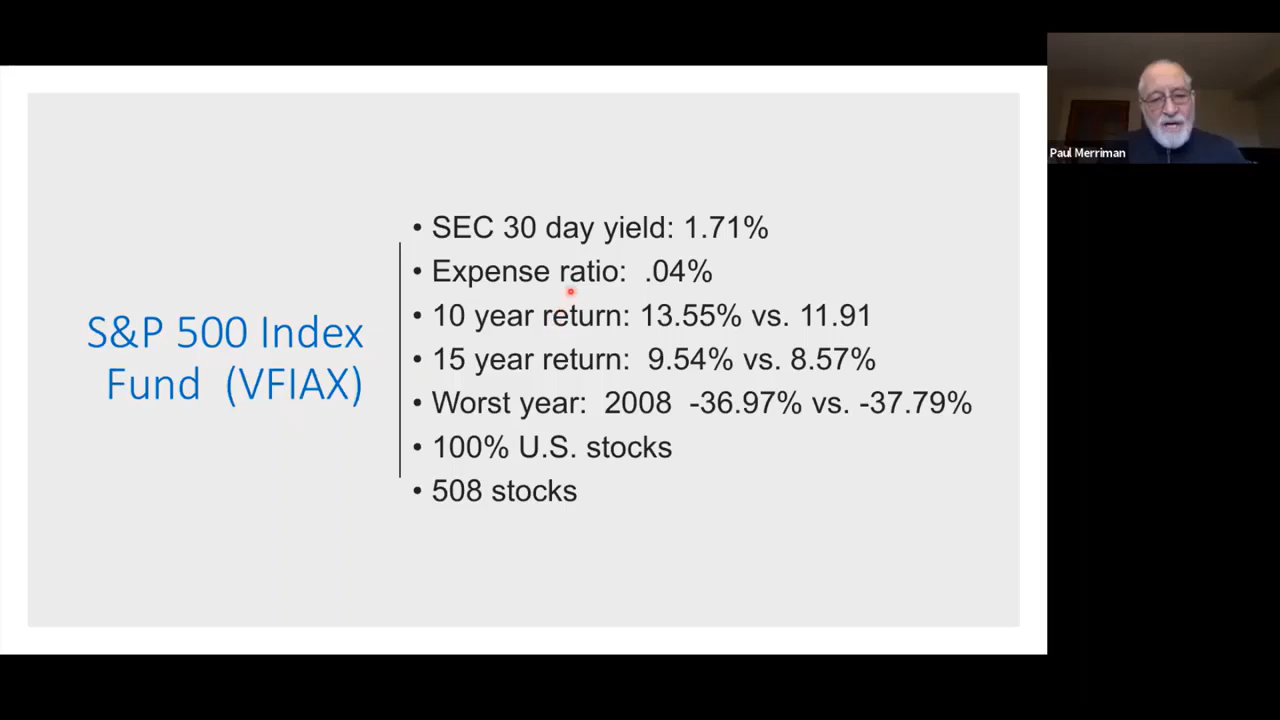 S&P 500 Index
Fund (VFIAX)
• SEC 30 day yield: 1.71%
• Expense ratio: .04%
• 10 year return: 13.55% vs. 11.91
• 15 year return: 9.54% vs. 8.57%
• Worst year: 2008 -36.97% vs. -37.79%
• 100% U.S. stocks
• 508 stocks
Paul Merriman